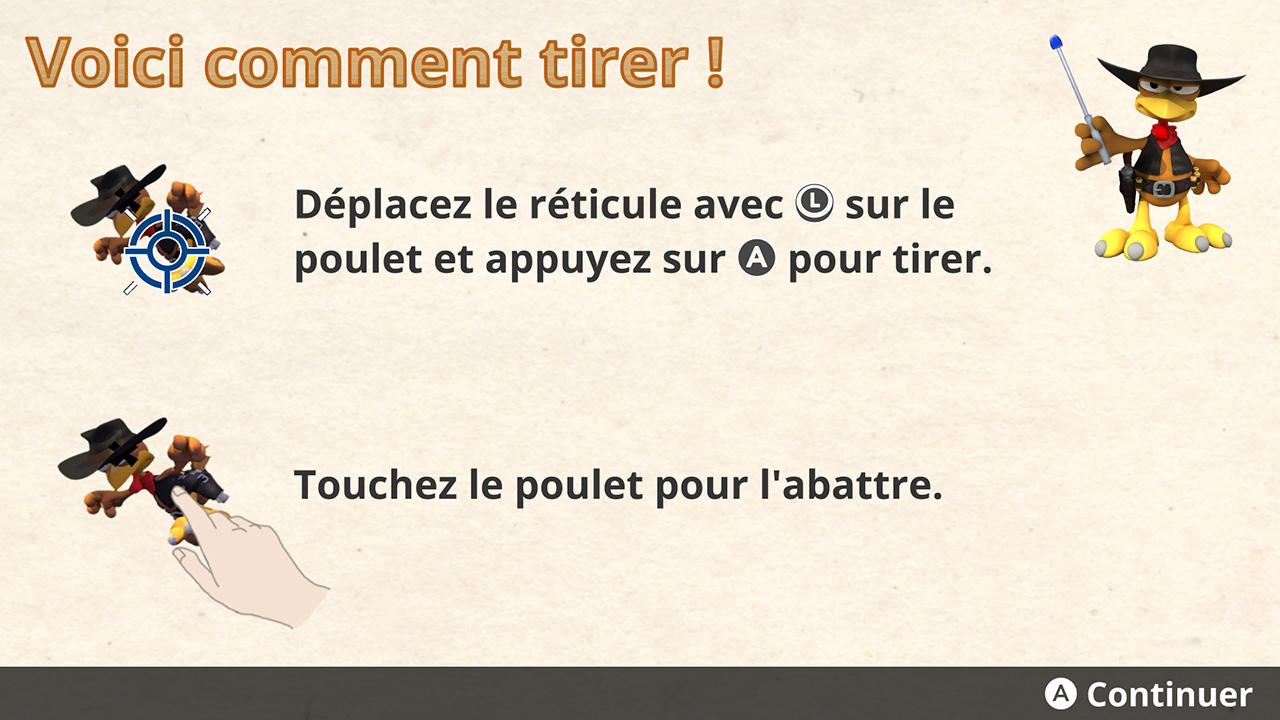 Voici comment tirer !
Déplacez le réticule avec L sur le
poulet et appuyez sur A pour tirer.
Touchez le poulet pour l'abattre.
A Continuer